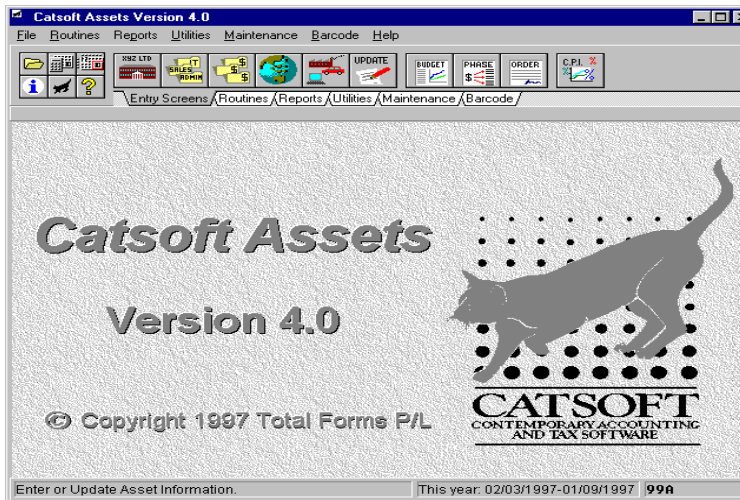 Catsoft Assets Version 4.0
File Routines Reports Utilities Maintenance Barcode Help
XYZ LTD
IT
SALES
ADMIN
$
$
$
UPDATE
BUDGET
PHASE
$
ORDER
C.P.I. %
%
%
i
?
Entry Screens Routines Reports Utilities Maintenance Barcode
Catsoft Assets
Version 4.0
© Copyright 1997 Total Forms P/L
CATSOFT
CONTEMPORARY ACCOUNTING
AND TAX SOFTWARE
Enter or Update Asset Information. This year: 02/03/1997-01/09/1997 99A